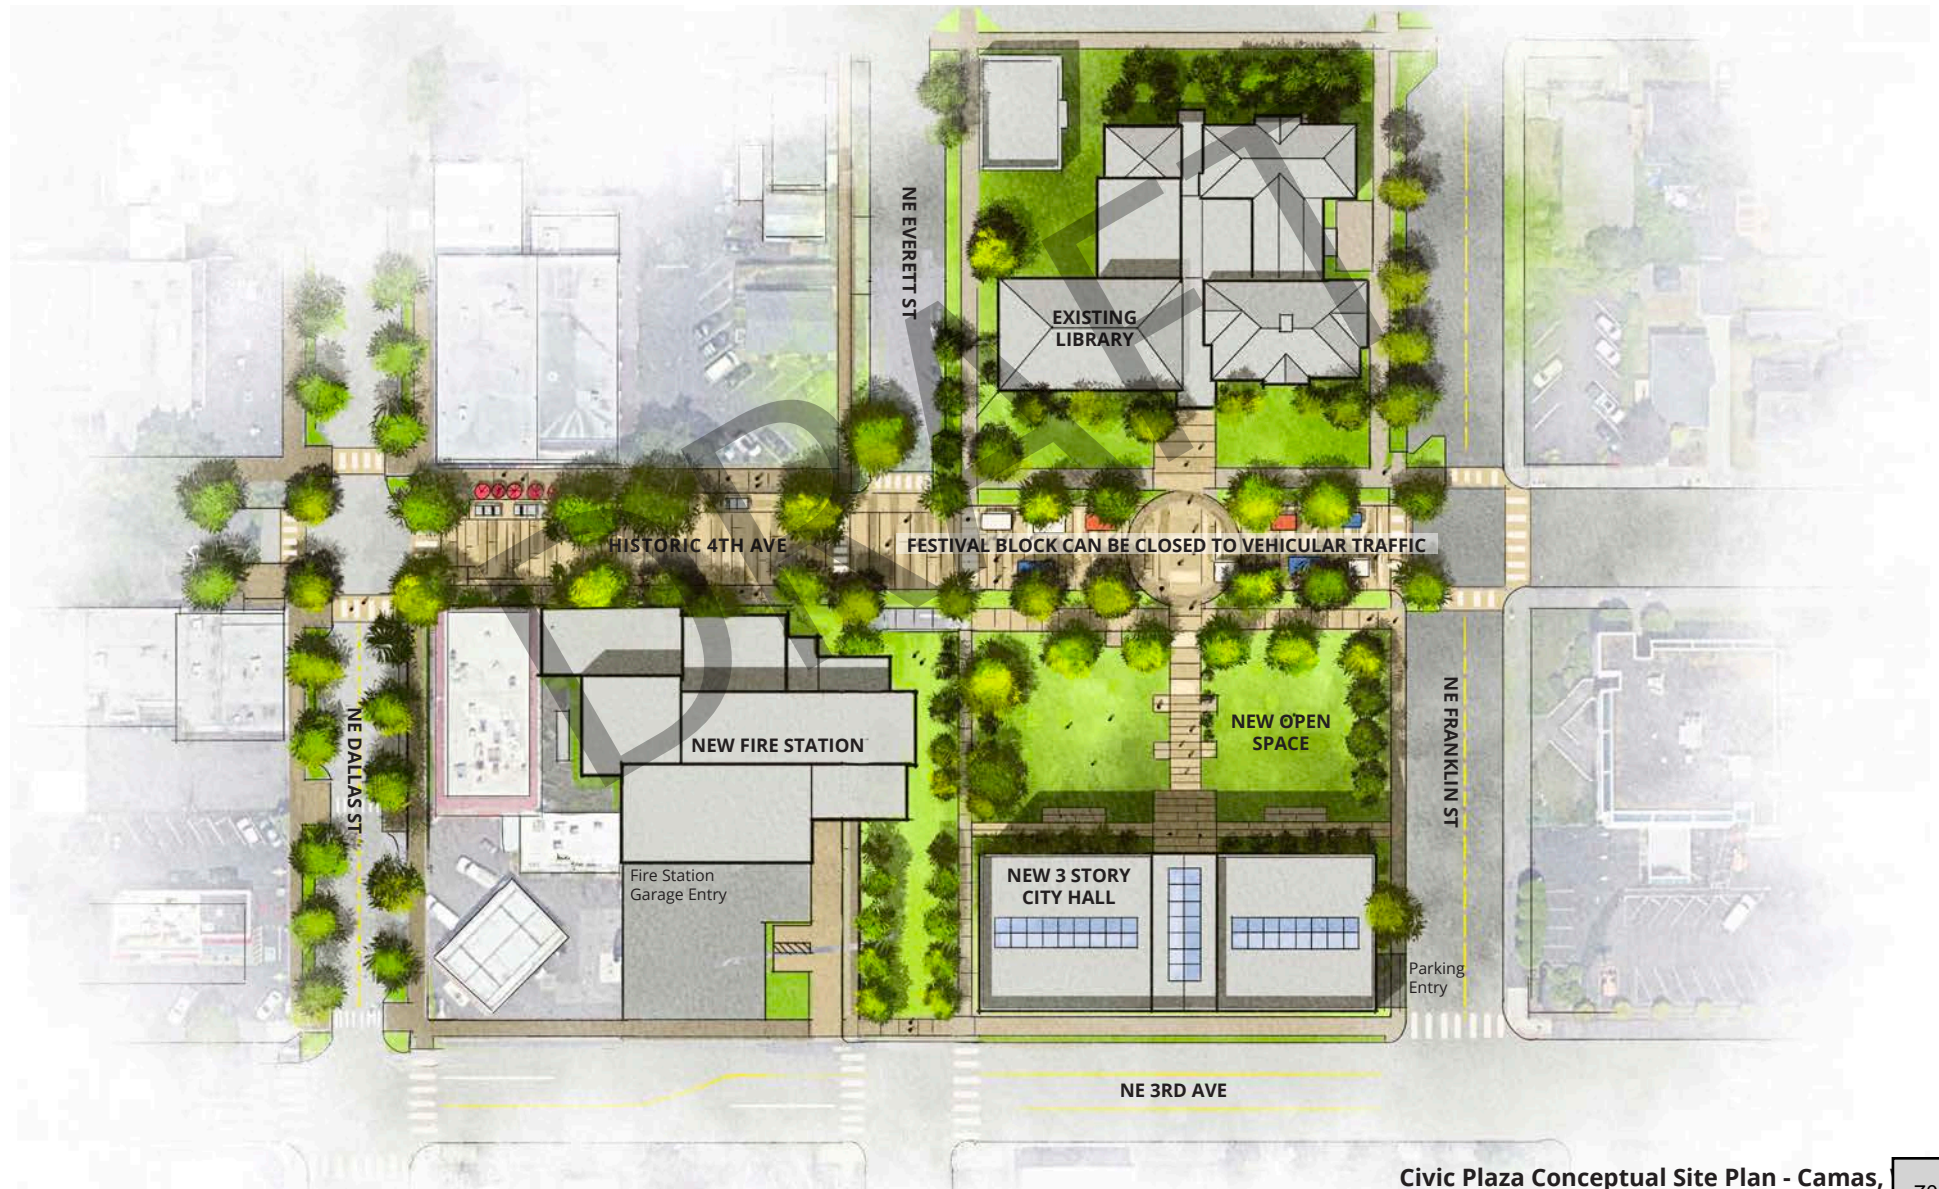 NE EVERETT ST
EXISTING
LIBRARY
DRAFT
HISTORIC 4TH AVE
FESTIVAL BLOCK CAN BE CLOSED TO VEHICULAR TRAFFIC
NE DALLAS ST
NEW FIRE STATION
NEW OPEN
SPACE
NE FRANKLIN ST
Fire Station
Garage Entry
NEW 3 STORY
CITY HALL
Parking
Entry
NE 3RD AVE
Civic Plaza Conceptual Site Plan - Camas,